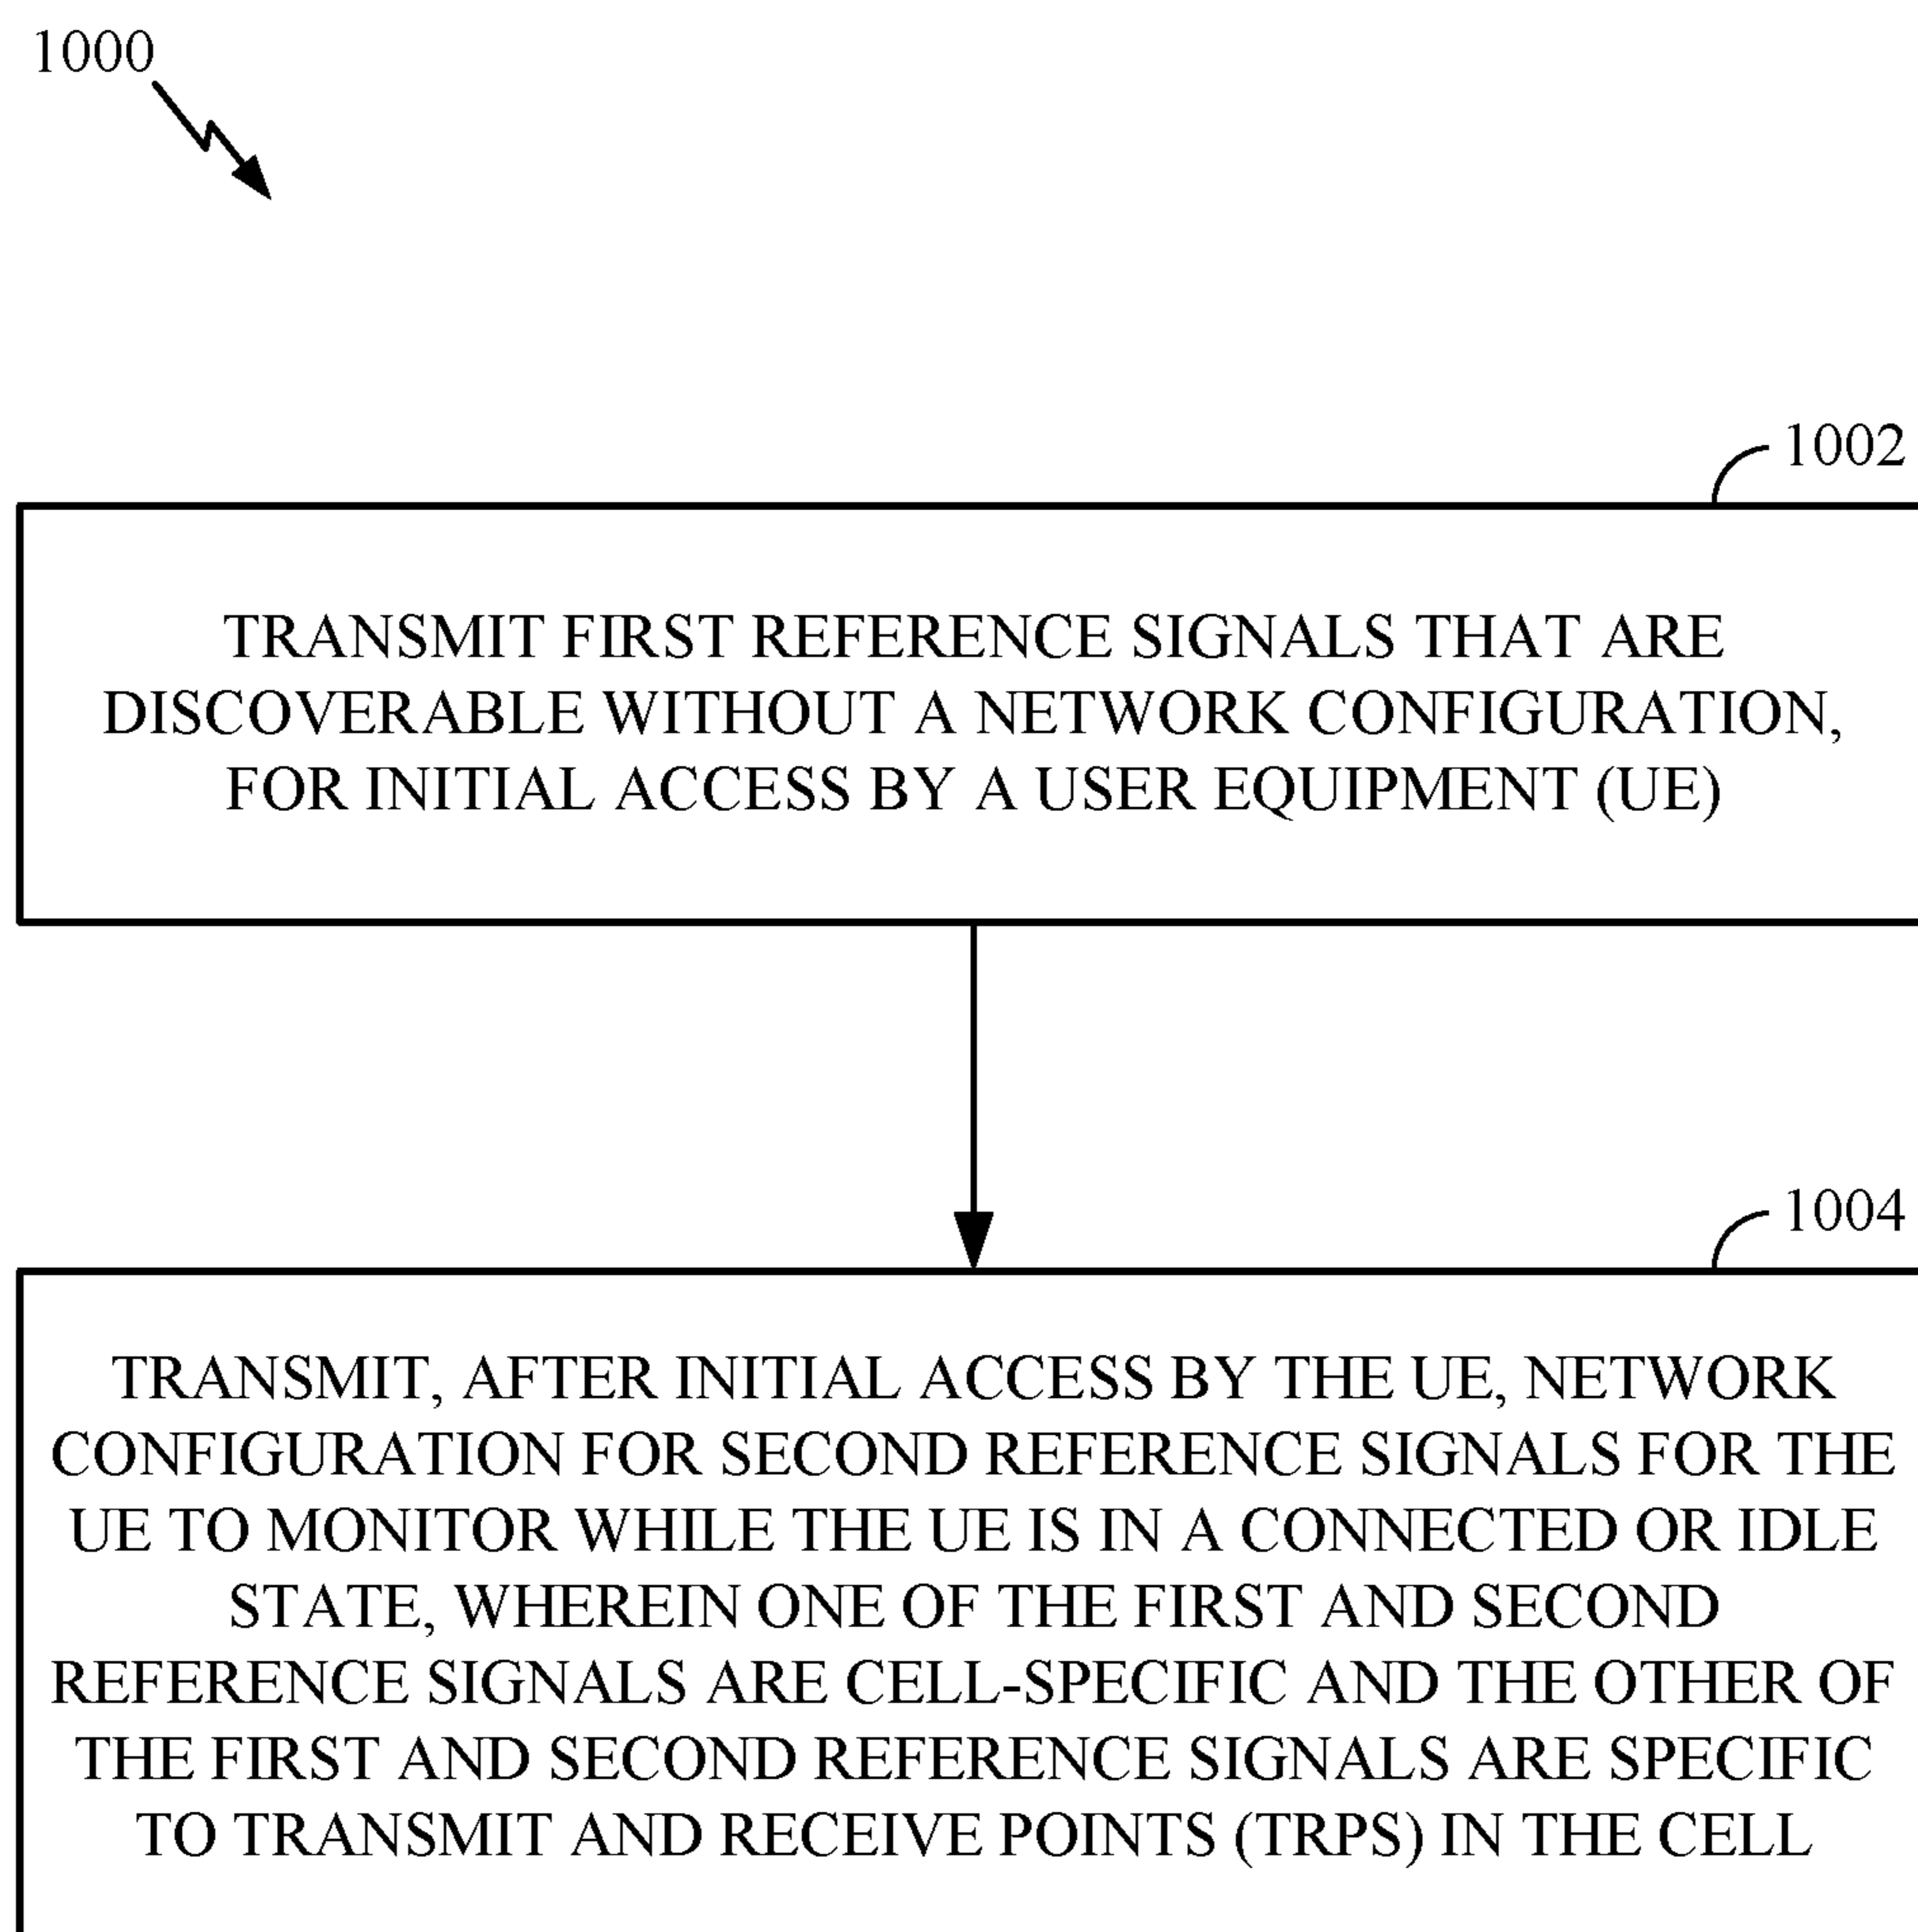 1000
1002
TRANSMIT FIRST REFERENCE SIGNALS THAT ARE
DISCOVERABLE WITHOUT A NETWORK CONFIGURATION,
FOR INITIAL ACCESS BY A USER EQUIPMENT (UE)
1004
TRANSMIT, AFTER INITIAL ACCESS BY THE UE, NETWORK
CONFIGURATION FOR SECOND REFERENCE SIGNALS FOR THE
UE TO MONITOR WHILE THE UE IS IN A CONNECTED OR IDLE
STATE, WHEREIN ONE OF THE FIRST AND SECOND
REFERENCE SIGNALS ARE CELL-SPECIFIC AND THE OTHER OF
THE FIRST AND SECOND REFERENCE SIGNALS ARE SPECIFIC
TO TRANSMIT AND RECEIVE POINTS (TRPS) IN THE CELL